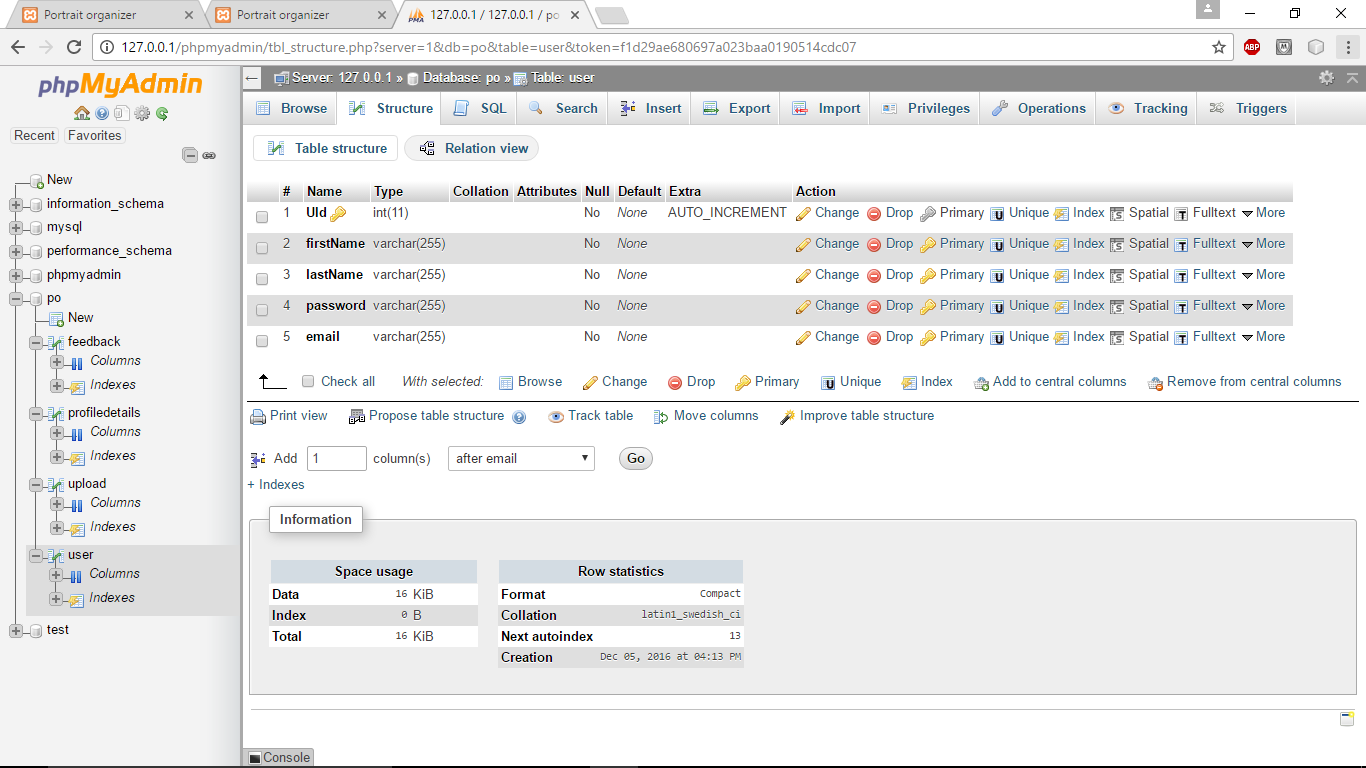 Portrait organizer
Portrait organizer
127.0.0.1 / 127.0.0.1 / po
127.0.0.1/phpmyadmin/tbl_structure.php?server=1&db=po&table=user&token=f1d29ae680697a023baa0190514cdc07
ABP
phpMyAdmin
Recent Favorites
New
information_schema
mysql
performance_schema
phpmyadmin
po
New
feedback
Columns
Indexes
profiledetails
Columns
Indexes
upload
Columns
Indexes
user
Columns
Indexes
test
Server: 127.0.0.1 » Database: po » Table: user
Browse Structure SQL Search Insert Export Import Privileges Operations Tracking Triggers
Table structure Relation view
# Name Type Collation Attributes Null Default Extra Action
1 UId int(11) No None AUTO_INCREMENT Change Drop Primary Unique Index Spatial Fulltext More
2 firstName varchar(255) No None Change Drop Primary Unique Index Spatial Fulltext More
3 lastName varchar(255) No None Change Drop Primary Unique Index Spatial Fulltext More
4 password varchar(255) No None Change Drop Primary Unique Index Spatial Fulltext More
5 email varchar(255) No None Change Drop Primary Unique Index Spatial Fulltext More
Check all With selected: Browse Change Drop Primary Unique Index Add to central columns Remove from central columns
Print view Propose table structure Track table Move columns Improve table structure
Add 1 column(s) after email Go
+ Indexes
Information
Space usage
Data 16 KiB
Index 0 B
Total 16 KiB
Row statistics
Format Compact
Collation latin1_swedish_ci
Next autoindex 13
Creation Dec 05, 2016 at 04:13 PM
Console